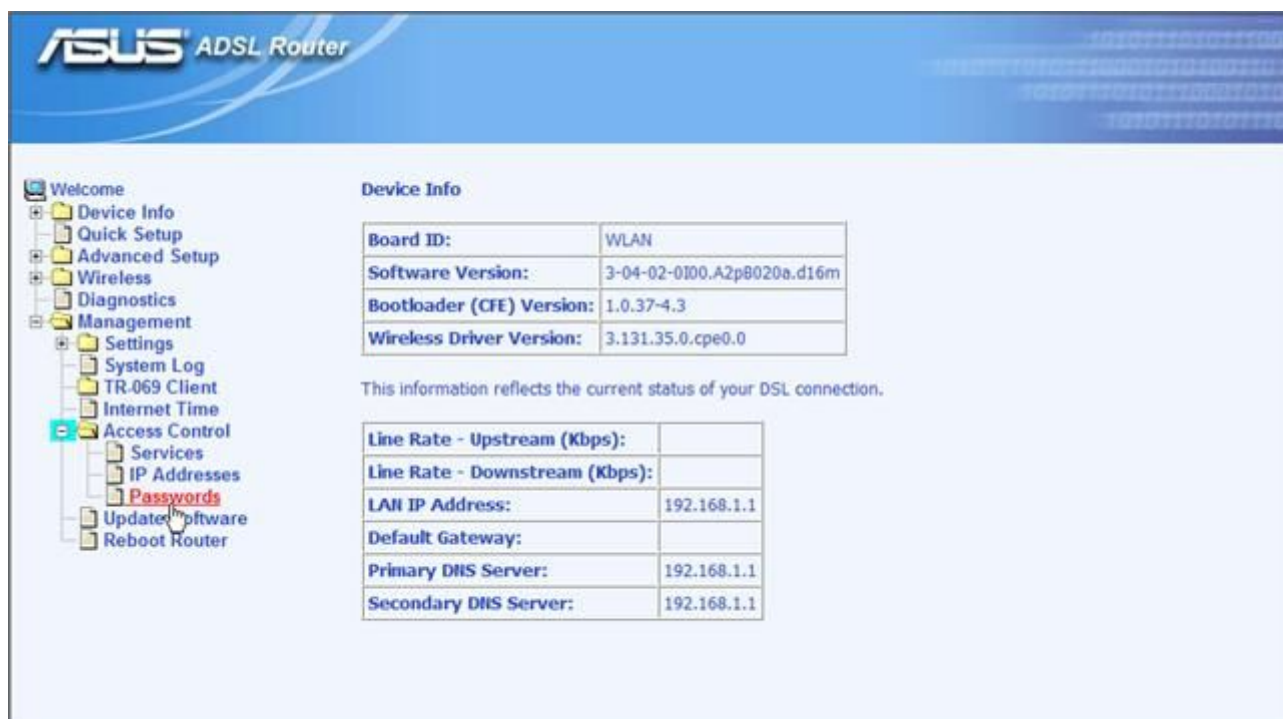 ASUS ADSL Router
Welcome
Device Info
Quick Setup
Advanced Setup
Wireless
Diagnostics
Management
Settings
System Log
TR-069 Client
Internet Time
Access Control
Services
IP Addresses
Passwords
Update Software
Reboot Router
Device Info
Board ID: WLAN
Software Version: 3-04-02-0I00.A2pB020a.d16m
Bootloader (CFE) Version: 1.0.37-4.3
Wireless Driver Version: 3.131.35.0.cpe0.0
This information reflects the current status of your DSL connection.
Line Rate - Upstream (Kbps):
Line Rate - Downstream (Kbps):
LAN IP Address: 192.168.1.1
Default Gateway:
Primary DNS Server: 192.168.1.1
Secondary DNS Server: 192.168.1.1